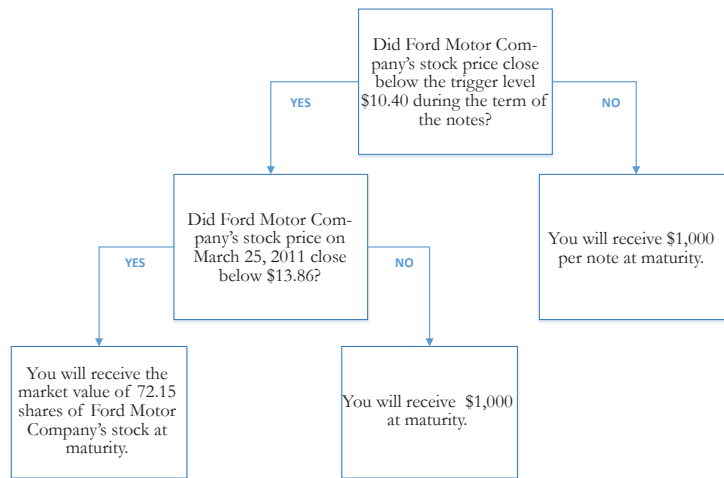 Did Ford Motor Com-
pany's stock price close
below the trigger level
$10.40 during the term of
the notes?
YES
NO
Did Ford Motor Com-
pany's stock price on
March 25, 2011 close
below $13.86?
You will receive $1,000
per note at maturity.
YES
NO
You will receive the
market value of 72.15
shares of Ford Motor
Company's stock at
maturity.
You will receive $1,000
at maturity.